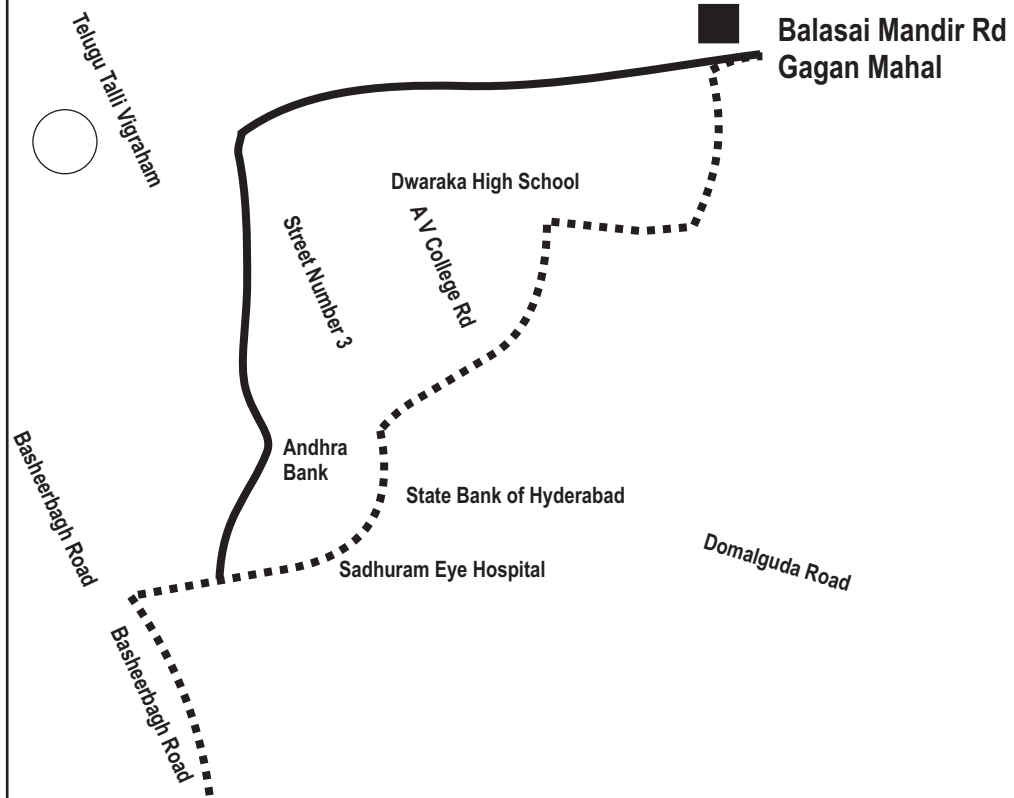 Telugu Talli Vigraham
Balasai Mandir Rd
Gagan Mahal
Dwaraka High School
Street Number 3
A V College Rd
Andhra
Bank
Basheerbagh Road
State Bank of Hyderabad
Domalguda Road
Sadhuram Eye Hospital
Basheerbagh Road